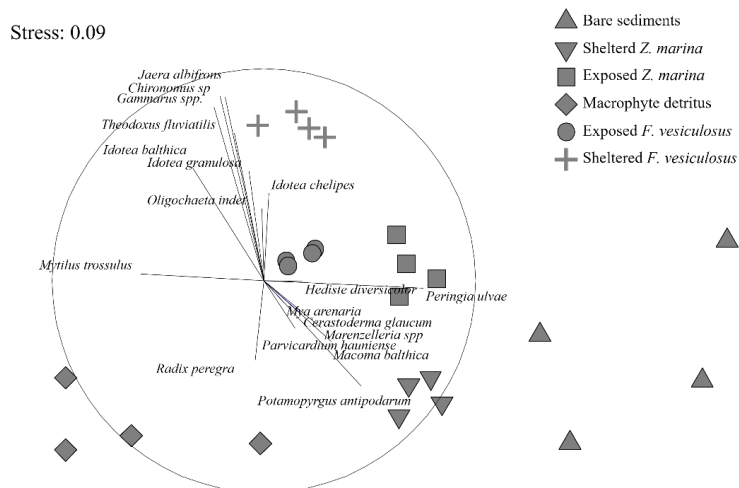 Stress: 0.09
Bare sediments
Shelterd Z. marina
Exposed Z. marina
Macrophyte detritus
Exposed F. vesiculosus
Sheltered F. vesiculosus
Jaera albifrons
Chironomus sp
Gammarus spp.
Theodoxus fluviatilis
Idotea balthica
Idotea granulosa
Idotea chelipes
Oligochaeta indet
Mytilus trossulus
Hediste diversicolor
Peringia ulvae
Mya arenaria
Cerastoderma glaucum
Marenzelleria spp
Parvicardium hauniense
Macoma balthica
Radix peregra
Potamopyrgus antipodarum